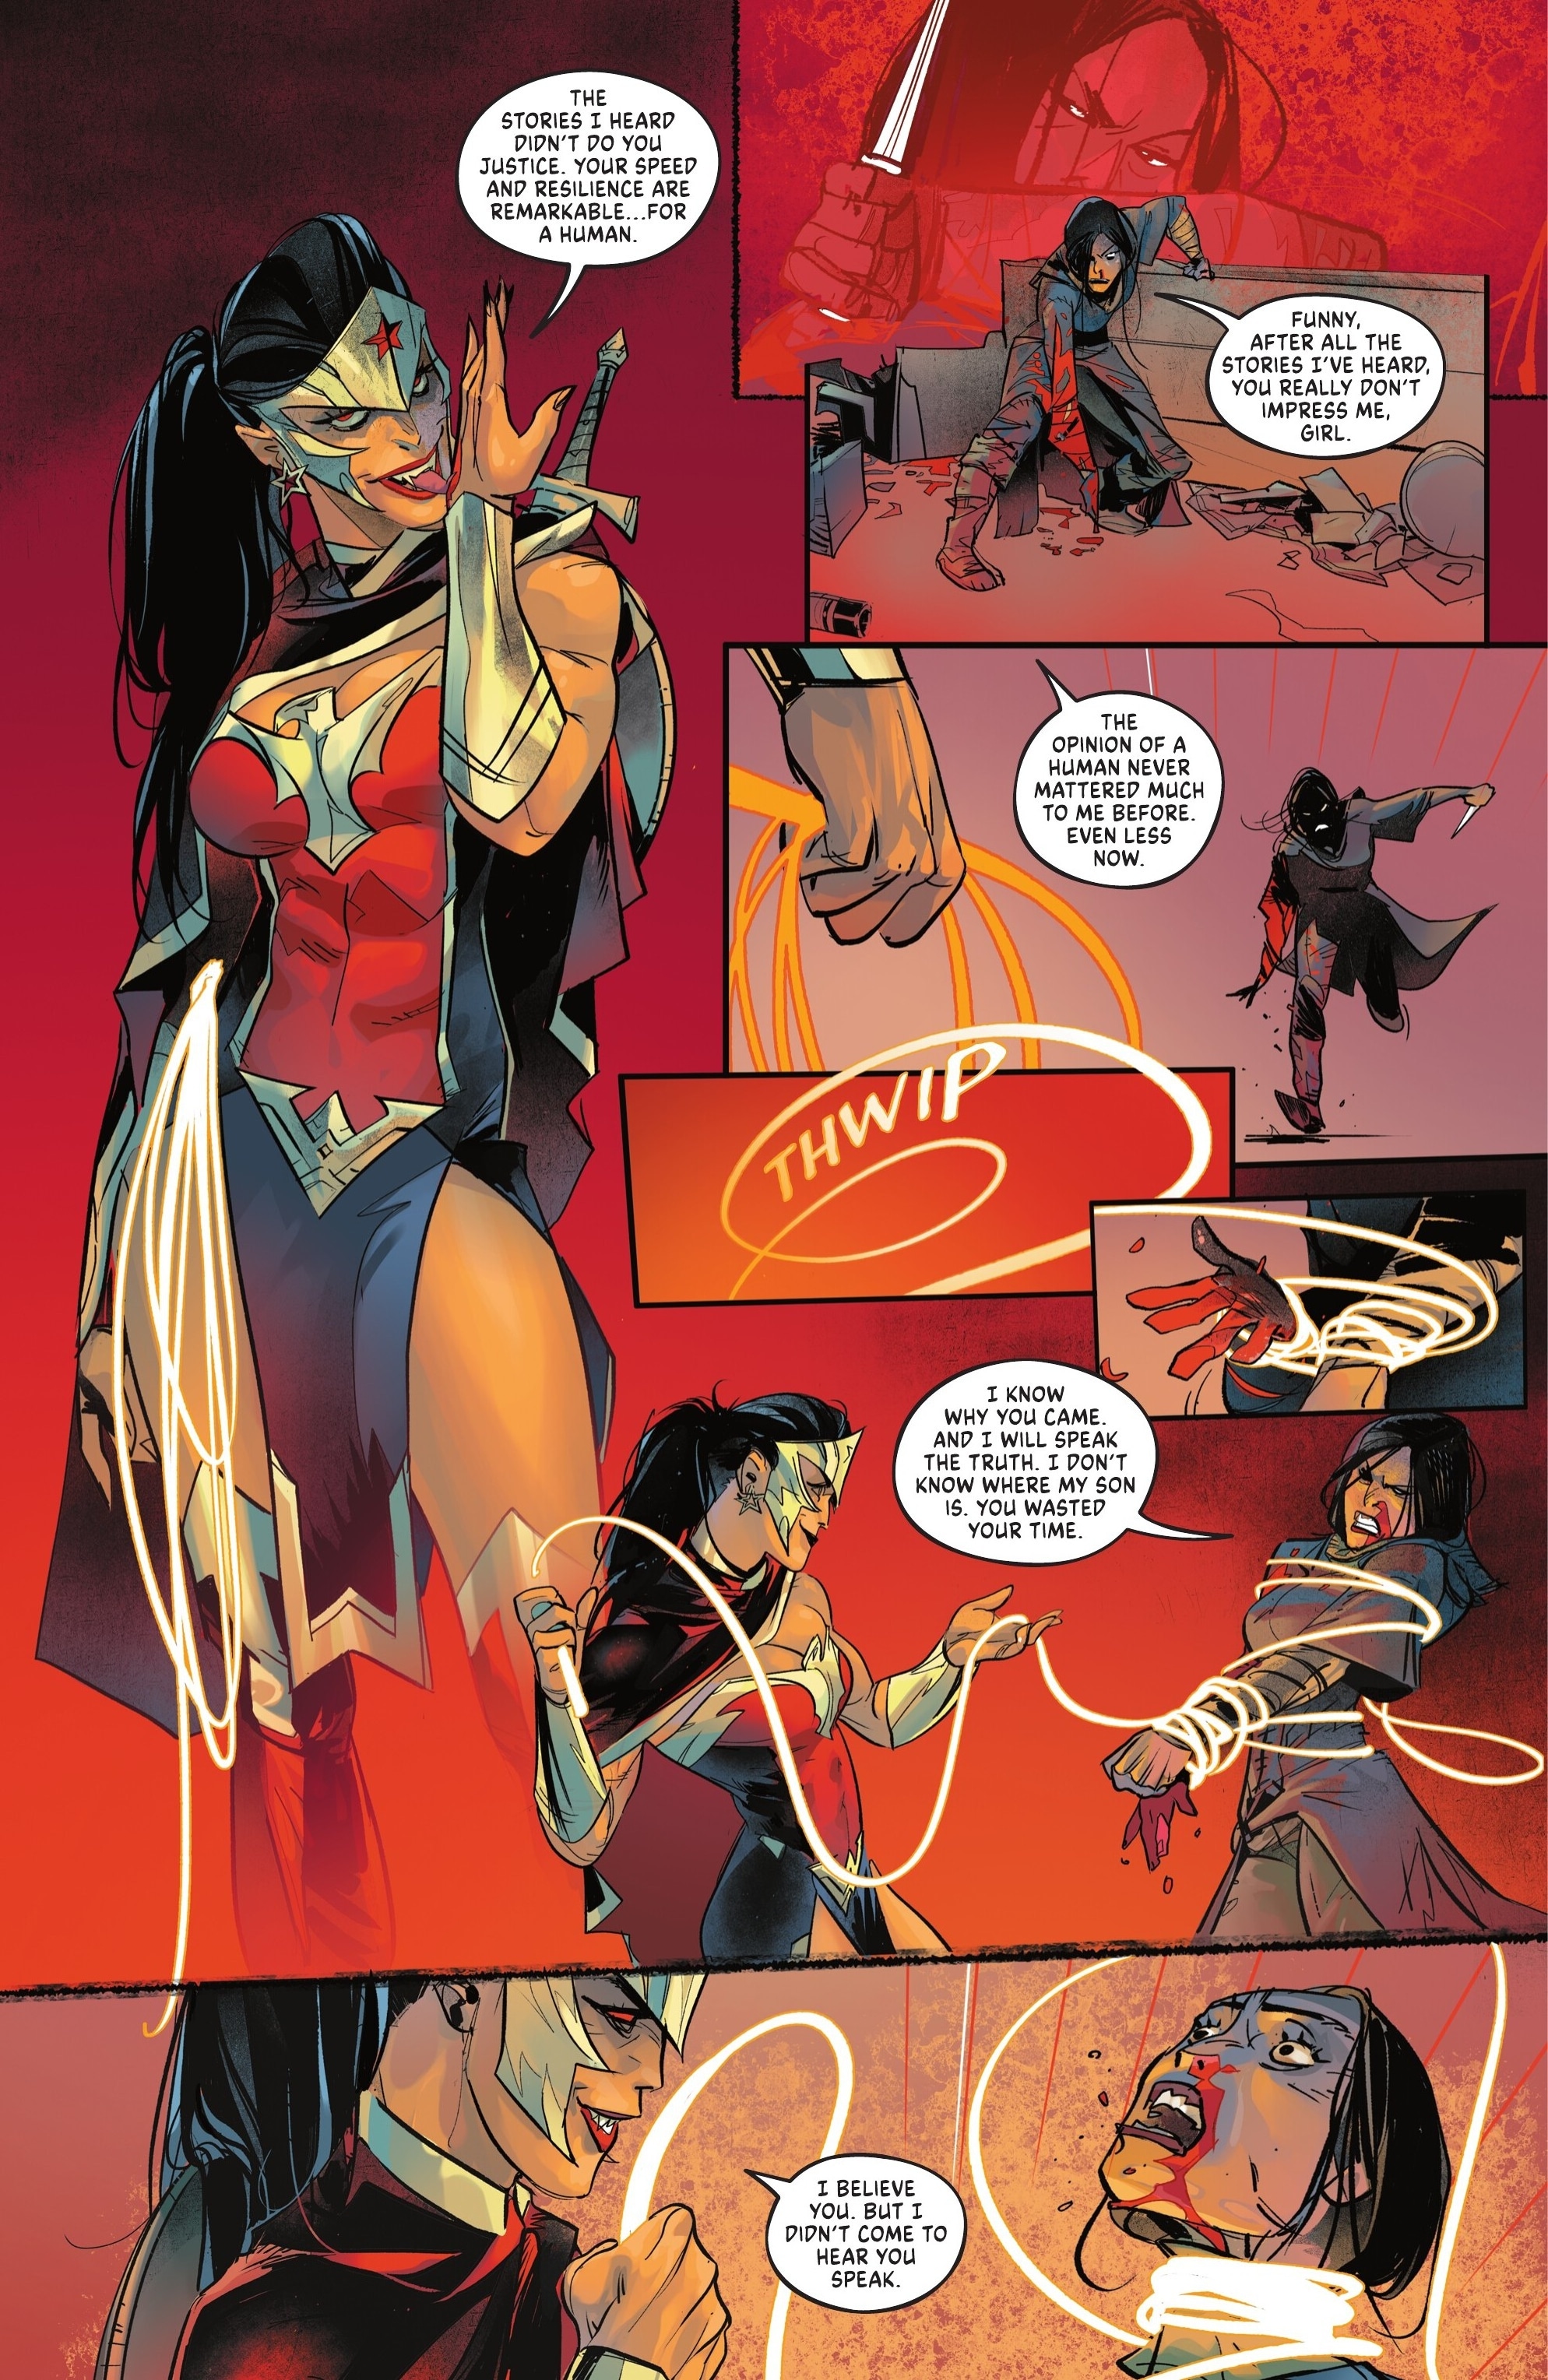 THE
STORIES I HEARD
DIDN'T DO YOU
JUSTICE. YOUR SPEED
AND RESILIENCE ARE
REMARKABLE...FOR
A HUMAN.
FUNNY,
AFTER ALL THE
STORIES I'VE HEARD,
YOU REALLY DON'T
IMPRESS ME,
GIRL.
THE
OPINION OF A
HUMAN NEVER
MATTERED MUCH
TO ME BEFORE.
EVEN LESS
NOW.
THWIP
I KNOW
WHY YOU CAME.
AND I WILL SPEAK
THE TRUTH. I DON'T
KNOW WHERE MY SON
IS. YOU WASTED
YOUR TIME.
I BELIEVE
YOU. BUT I
DIDN'T COME TO
HEAR YOU
SPEAK.